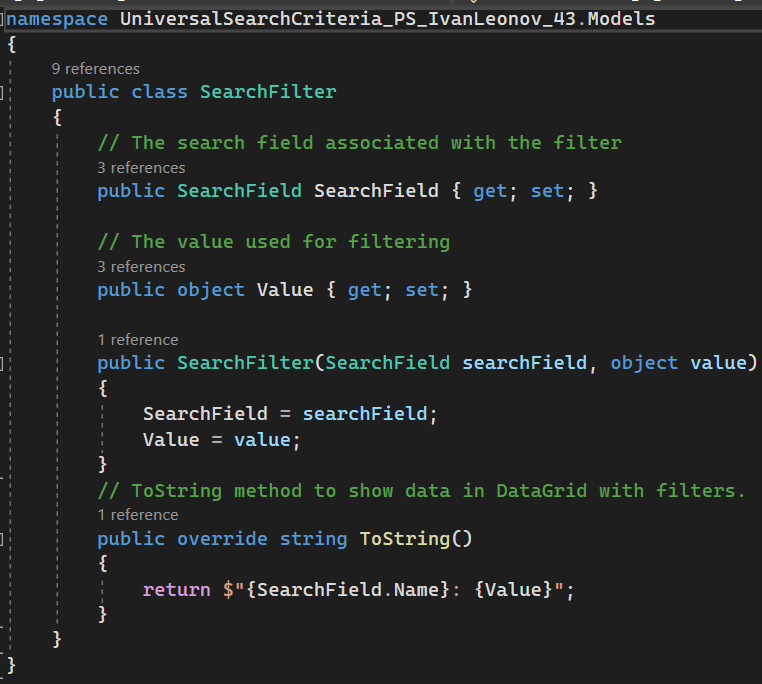 namespace UniversalSearchCriteria_PS_IvanLeonov_43.Models
{
9 references
public class SearchFilter
{
// The search field associated with the filter
3 references
public SearchField SearchField { get; set; }
// The value used for filtering
3 references
public object Value { get; set; }
1 reference
public SearchFilter(SearchField searchField, object value)
{
SearchField = searchField;
Value = value;
}
// ToString method to show data in DataGrid with filters.
1 reference
public override string ToString()
{
return $"{SearchField.Name}: {Value}";
}
}
}